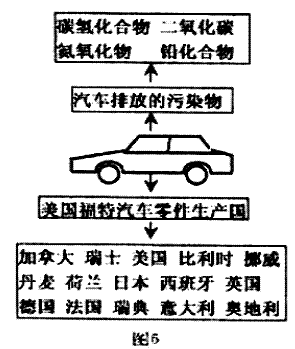 碳氢化合物 二氧化碳
氮氧化物 铅化合物
汽车排放的污染物
美国福特汽车零件生产国
加拿大 瑞士 美国 比利时 挪威
丹麦 荷兰 日本 西班牙 英国
德国 法国 瑞典 意大利 奥地利
图6